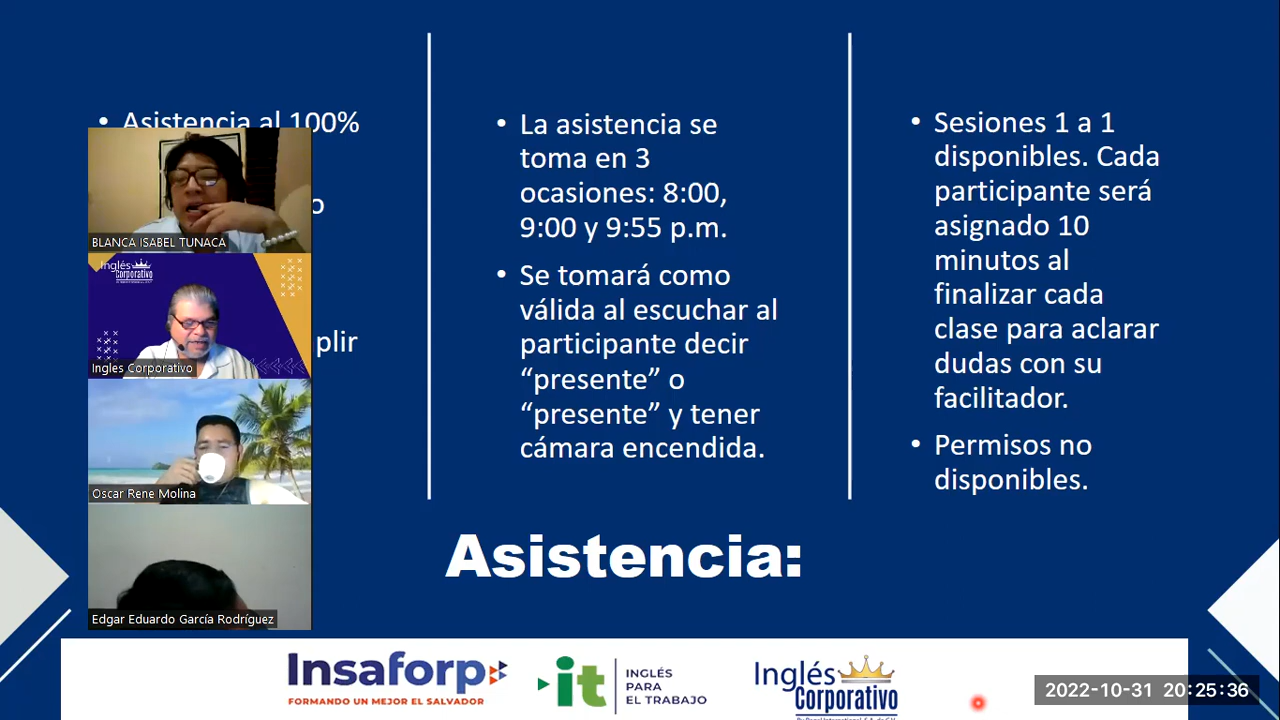 • Asistencia al 100%
o
plir
• La asistencia se
toma en 3
ocasiones: 8:00,
9:00 y 9:55 p.m.
• Se tomará como
válida al escuchar al
participante decir
“presente” o
“presente” y tener
cámara encendida.
• Sesiones 1 a 1
disponibles. Cada
participante será
asignado 10
minutos al
finalizar cada
clase para aclarar
dudas con su
facilitador.
• Permisos no
disponibles.
BLANCA ISABEL TUNACA
Inglés
Corporativo
Ingles Corporativo
Oscar Rene Molina
Edgar Eduardo García Rodríguez
Asistencia:
Insaforp
FORMANDO UN MEJOR EL SALVADOR
it
INGLÉS
PARA
EL TRABAJO
Inglés
Corporativo
2022-10-31 20:25:36